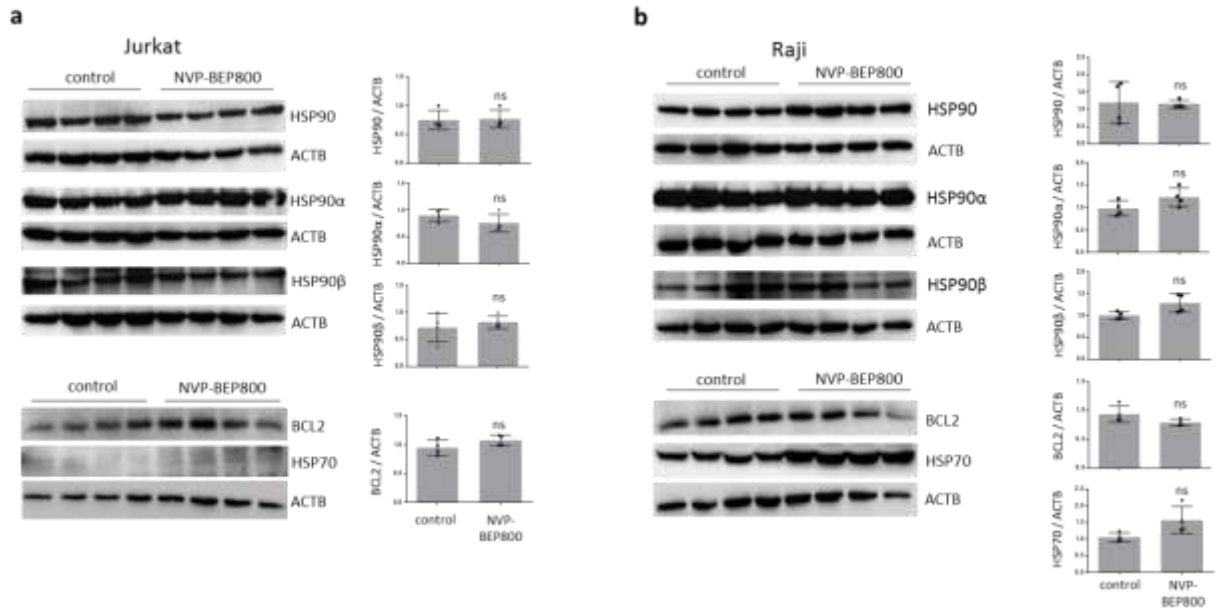 a
Jurkat
control NVP-BEP800
HSP90
ACTB
HSP90α
ACTB
HSP90β
ACTB
control NVP-BEP800
BCL2
HSP70
ACTB
HSP90 / ACTB
ns
HSP90α / ACTB
ns
HSP90β / ACTB
ns
BCL2 / ACTB
ns
control NVP-
BEP800
b
Raji
control NVP-BEP800
HSP90
ACTB
HSP90α
ACTB
HSP90β
ACTB
control NVP-BEP800
BCL2
HSP70
ACTB
HSP90 / ACTB
ns
HSP90α / ACTB
ns
HSP90β / ACTB
ns
BCL2 / ACTB
ns
HSP70 / ACTB
ns
control NVP-
BEP800